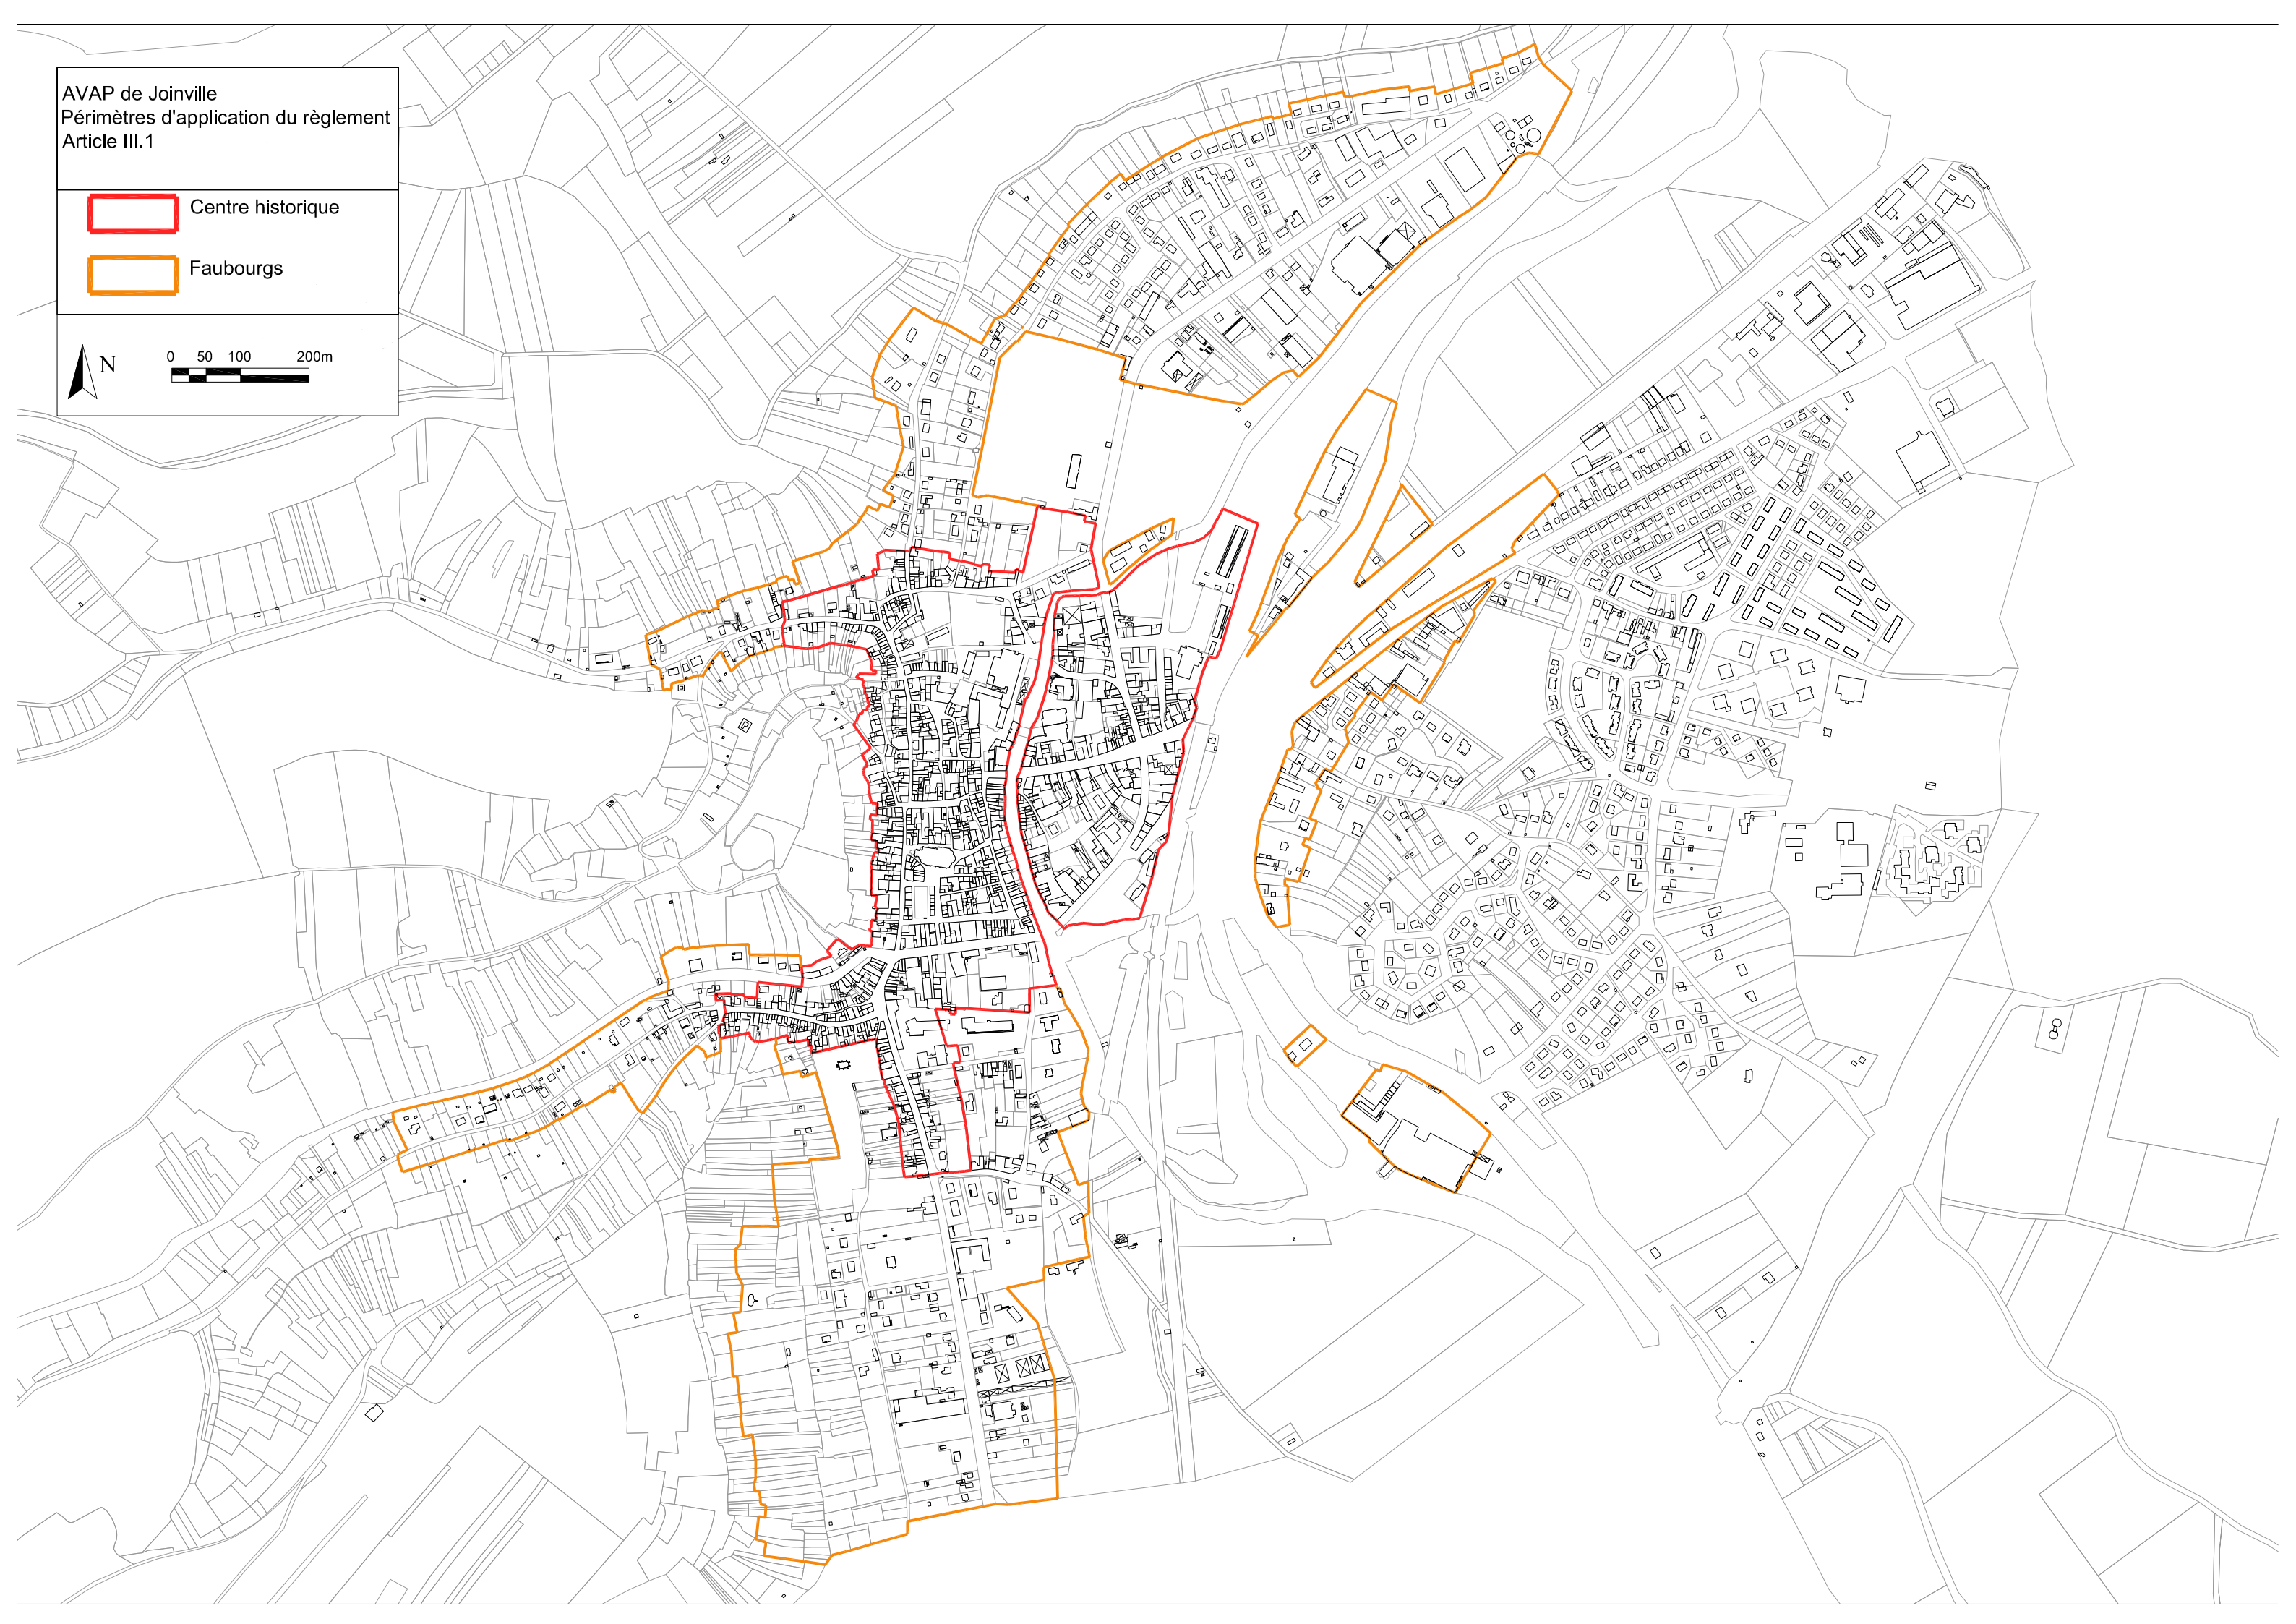 AVAP de Joinville
Périmètres d'application du règlement
Article III.1
Centre historique
Faubourgs
N
0 50 100 200m